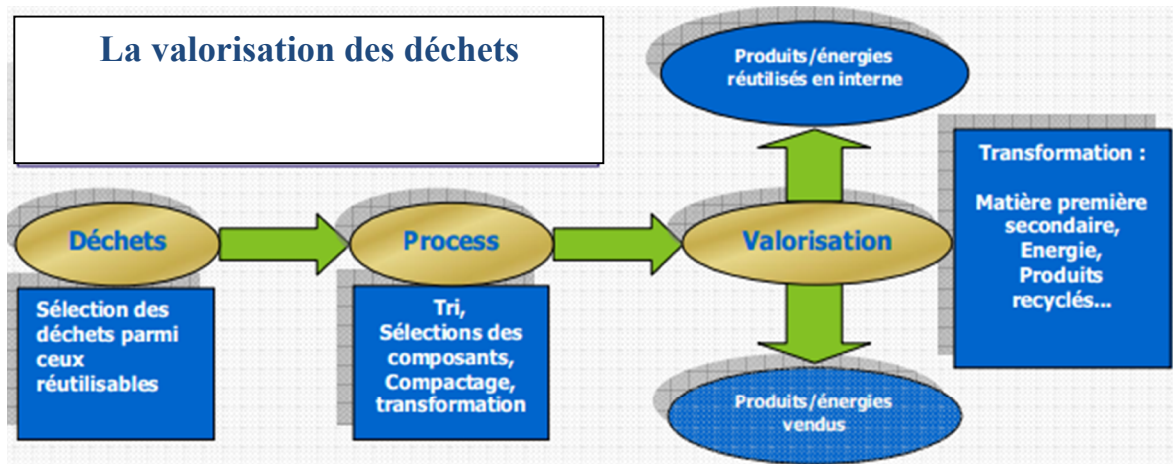 La valorisation des déchets
Produits/énergies
réutilisés en interne
Déchets
Process
Valorisation
Transformation :
Matière première
secondaire,
Energie,
Produits
recyclés...
Sélection des
déchets parmi
ceux
réutilisables
Tri,
Sélections des
composants,
Compactage,
transformation
Produits/énergies
vendus